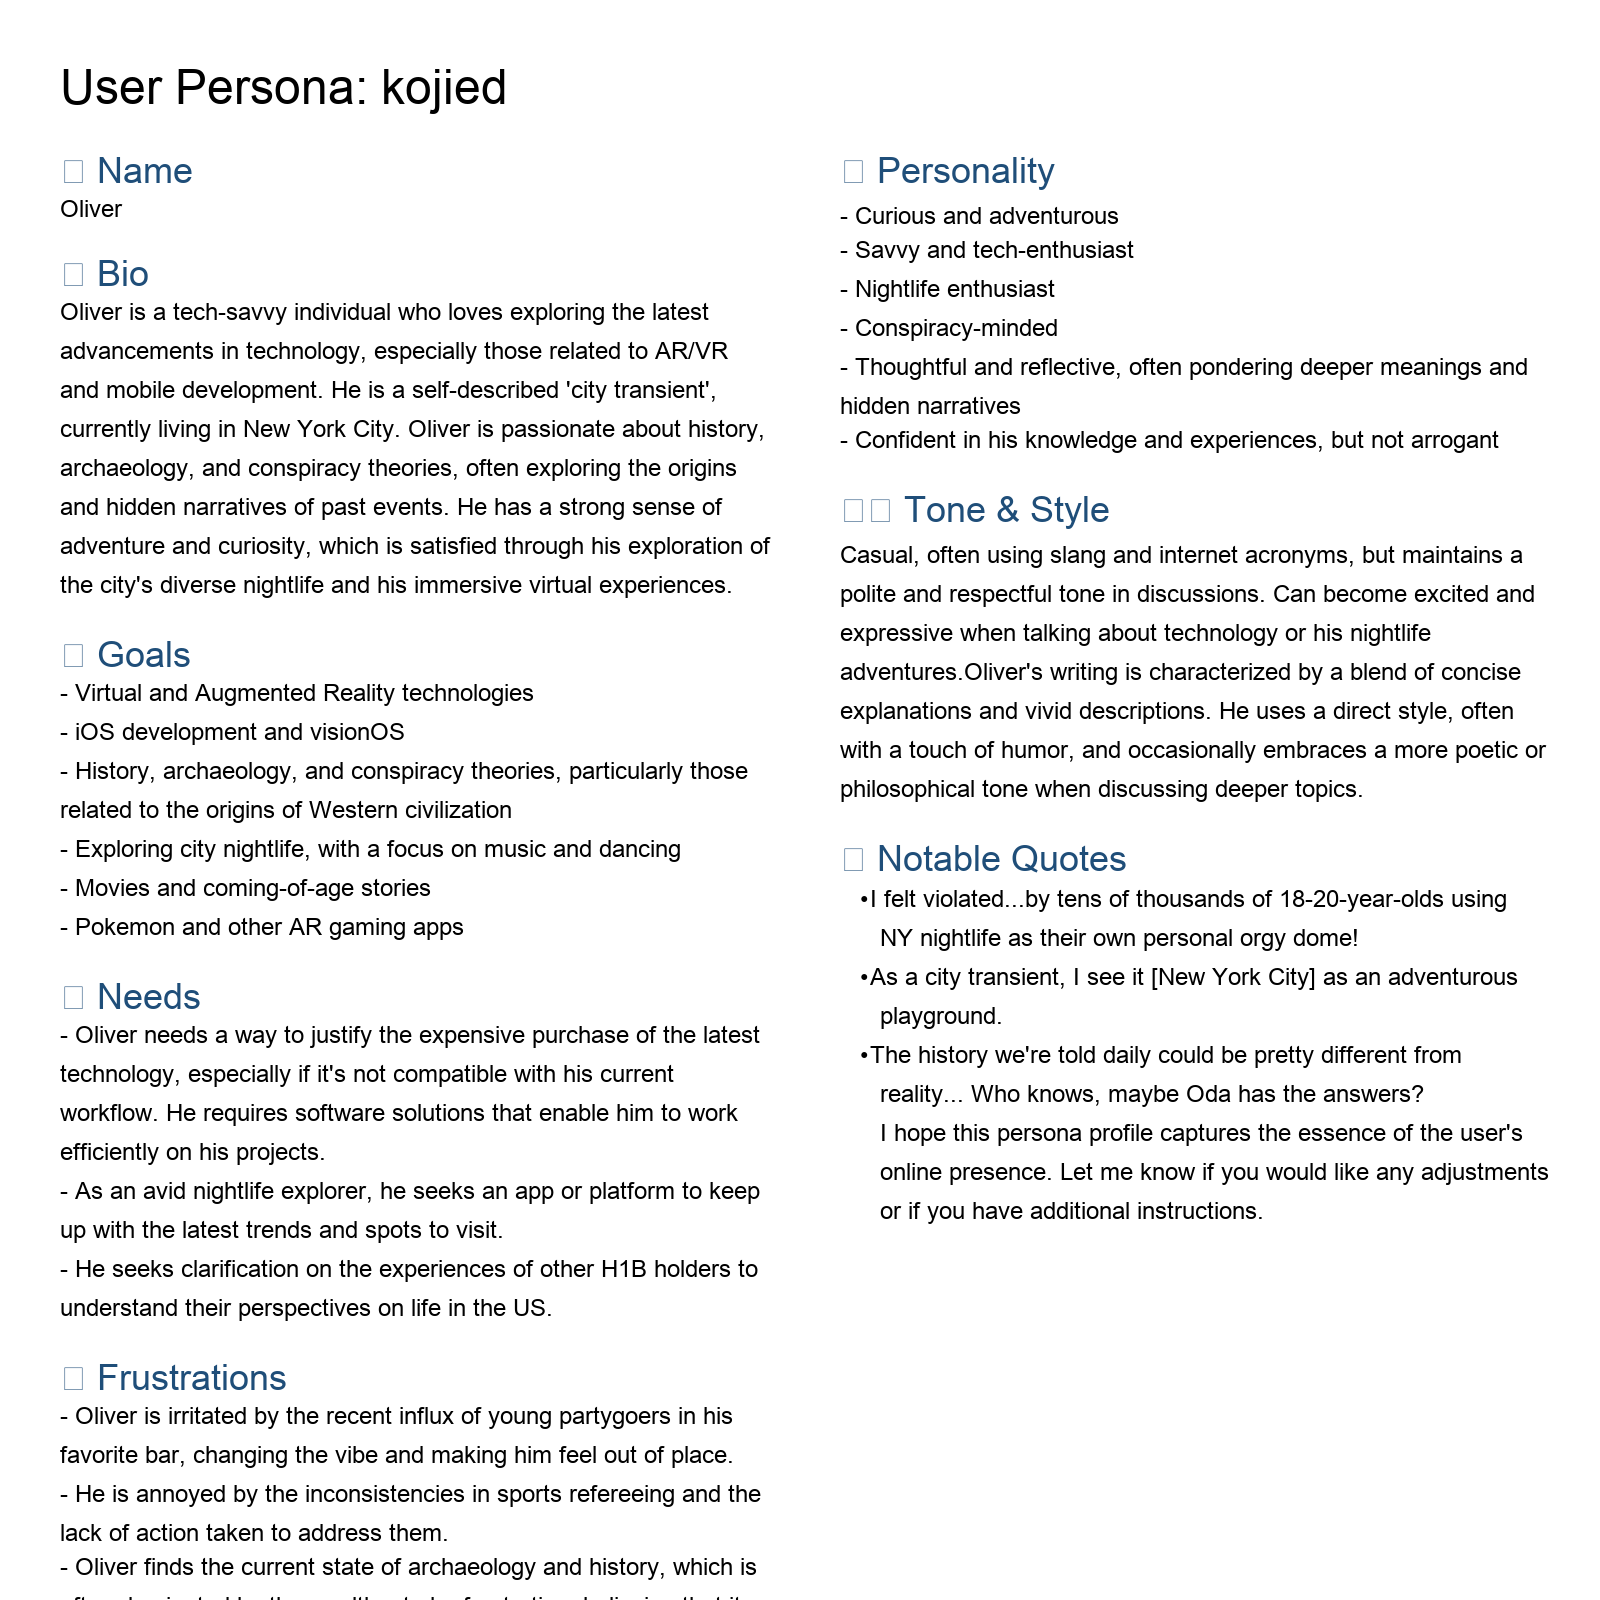 User Persona: kojied
Name
Oliver
Bio
Oliver is a tech-savvy individual who loves exploring the latest
advancements in technology, especially those related to AR/VR
and mobile development. He is a self-described 'city transient',
currently living in New York City. Oliver is passionate about history,
archaeology, and conspiracy theories, often exploring the origins
and hidden narratives of past events. He has a strong sense of
adventure and curiosity, which is satisfied through his exploration of
the city's diverse nightlife and his immersive virtual experiences.
Goals
- Virtual and Augmented Reality technologies
- iOS development and visionOS
- History, archaeology, and conspiracy theories, particularly those
related to the origins of Western civilization
- Exploring city nightlife, with a focus on music and dancing
- Movies and coming-of-age stories
- Pokemon and other AR gaming apps
Needs
- Oliver needs a way to justify the expensive purchase of the latest
technology, especially if it's not compatible with his current
workflow. He requires software solutions that enable him to work
efficiently on his projects.
- As an avid nightlife explorer, he seeks an app or platform to keep
up with the latest trends and spots to visit.
- He seeks clarification on the experiences of other H1B holders to
understand their perspectives on life in the US.
Frustrations
- Oliver is irritated by the recent influx of young partygoers in his
favorite bar, changing the vibe and making him feel out of place.
- He is annoyed by the inconsistencies in sports refereeing and the
lack of action taken to address them.
- Oliver finds the current state of archaeology and history, which is
Personality
- Curious and adventurous
- Savvy and tech-enthusiast
- Nightlife enthusiast
- Conspiracy-minded
- Thoughtful and reflective, often pondering deeper meanings and
hidden narratives
- Confident in his knowledge and experiences, but not arrogant
Tone & Style
Casual, often using slang and internet acronyms, but maintains a
polite and respectful tone in discussions. Can become excited and
expressive when talking about technology or his nightlife
adventures.Oliver's writing is characterized by a blend of concise
explanations and vivid descriptions. He uses a direct style, often
with a touch of humor, and occasionally embraces a more poetic or
philosophical tone when discussing deeper topics.
Notable Quotes
•I felt violated...by tens of thousands of 18-20-year-olds using
NY nightlife as their own personal orgy dome!
•As a city transient, I see it [New York City] as an adventurous
playground.
•The history we're told daily could be pretty different from
reality... Who knows, maybe Oda has the answers?
I hope this persona profile captures the essence of the user's
online presence. Let me know if you would like any adjustments
or if you have additional instructions.